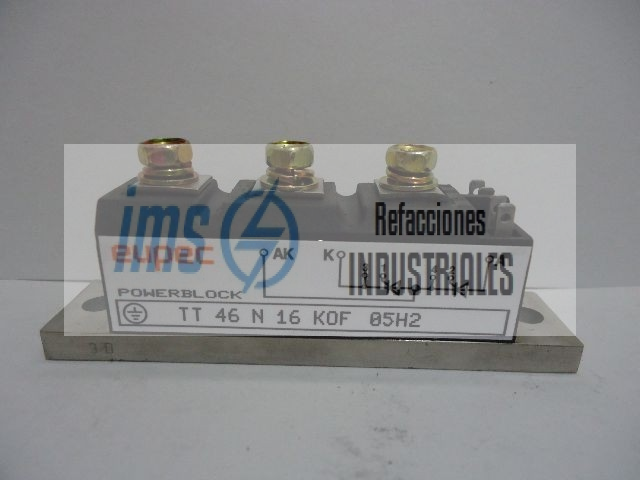 ims
Refacciones
INDUSTRIALES
eupec
AK K
POWERBLOCK
TT 46 N 16 KOF 05H2